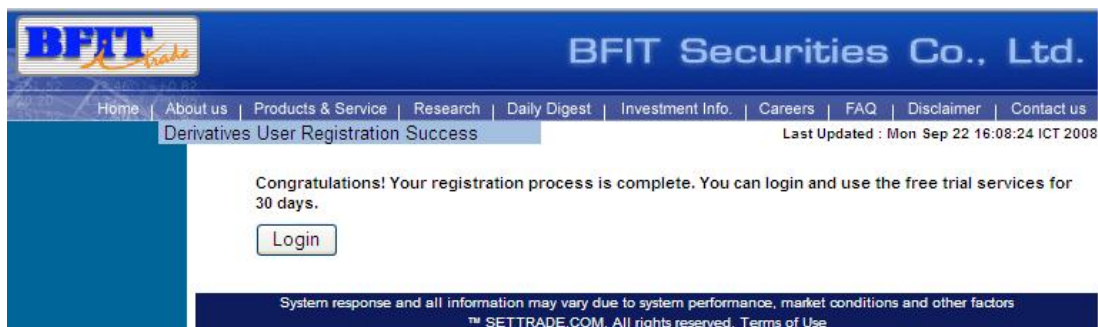 BFIT trade
BFIT Securities Co., Ltd.
Home | About us | Products & Service | Research | Daily Digest | Investment Info. | Careers | FAQ | Disclaimer | Contact us
Derivatives User Registration Success
Last Updated : Mon Sep 22 16:08:24 ICT 2008
Congratulations! Your registration process is complete. You can login and use the free trial services for
30 days.
Login
System response and all information may vary due to system performance, market conditions and other factors
™ SETTRADE.COM. All rights reserved. Terms of Use